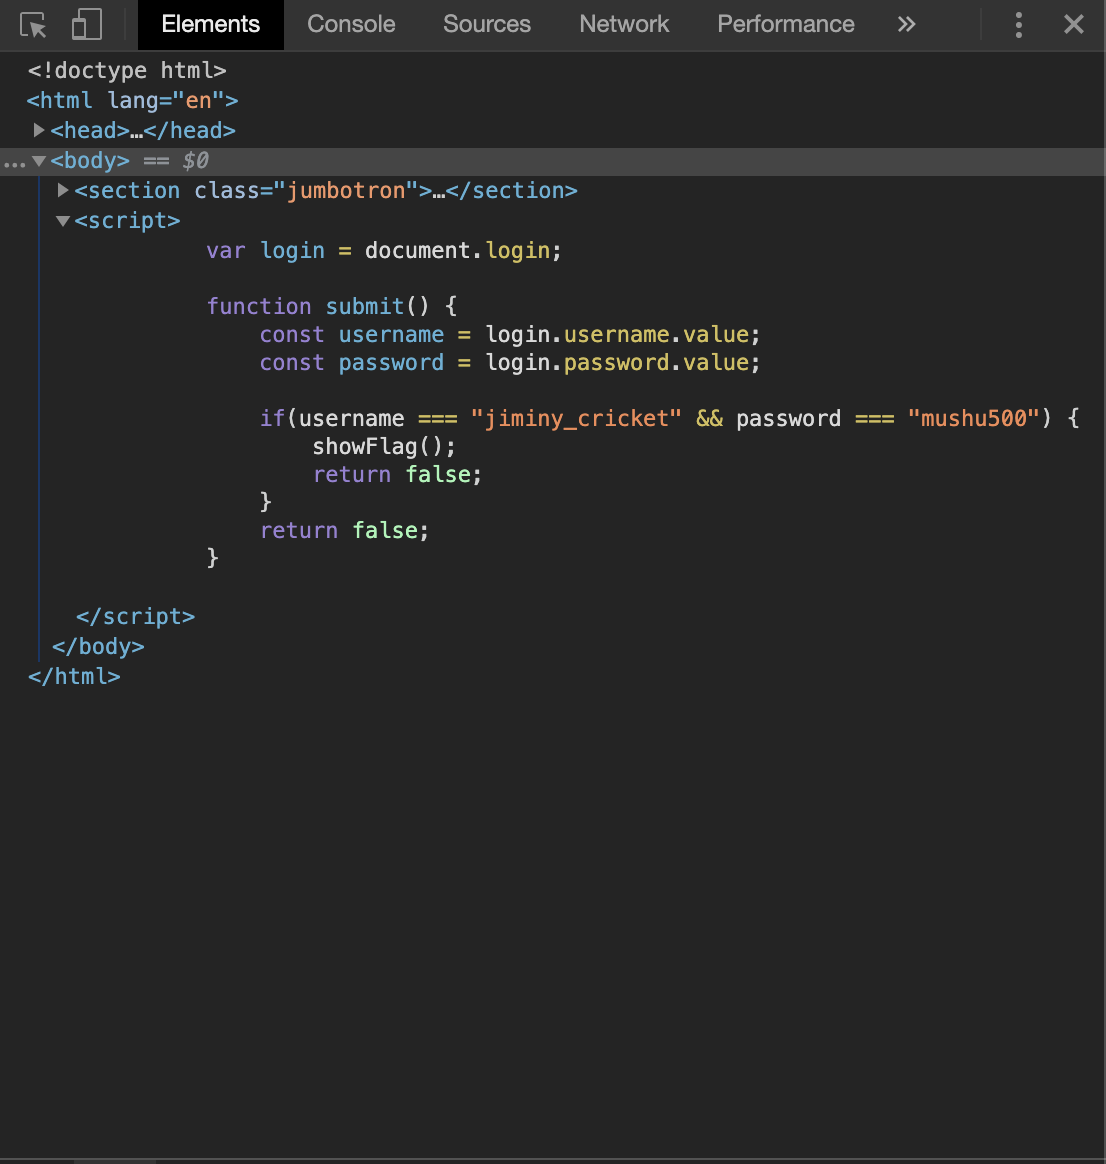 Elements Console Sources Network Performance »
<!doctype html>
<html lang="en">
▶<head>…</head>
…▼<body> == $0
▶<section class="jumbotron">…</section>
▼<script>
var login = document.login;
function submit() {
const username = login.username.value;
const password = login.password.value;
if(username === "jiminy_cricket" && password === "mushu500") {
showFlag();
return false;
}
return false;
}
</script>
</body>
</html>